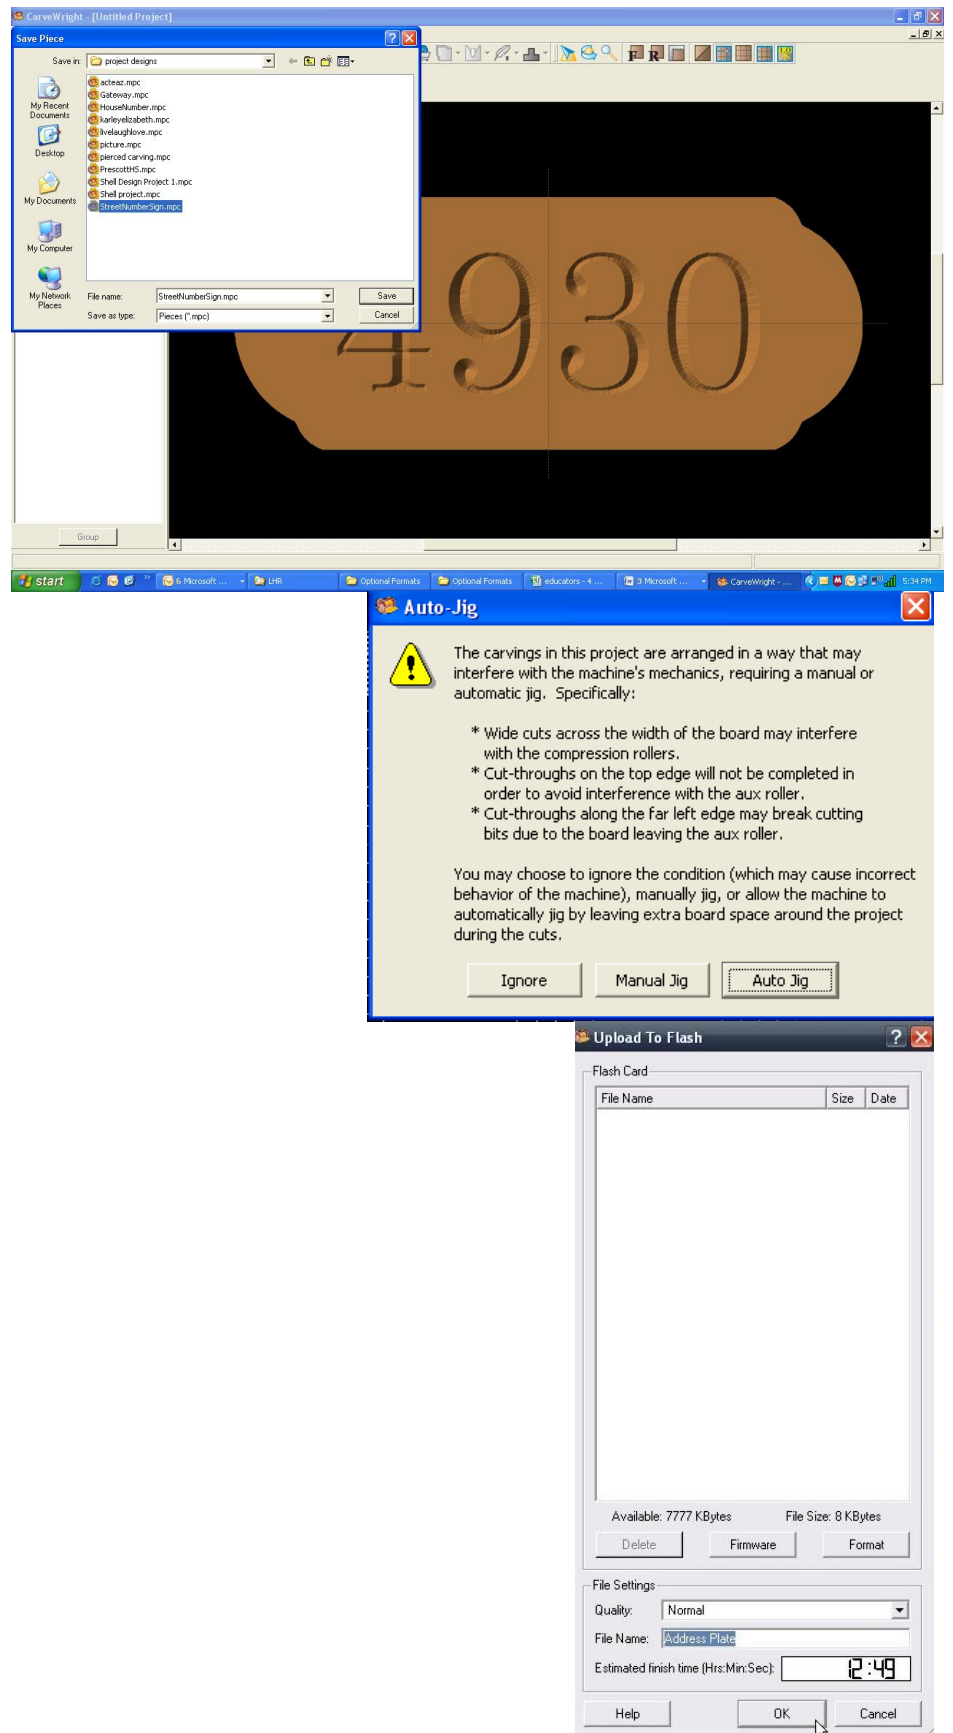 CarveWright - [Untitled Project]
Save Piece
Save in:
project designs
My Recent
Documents
Desktop
My Documents
My Computer
My Network
Places
acteaz.mpc
Gateway.mpc
HouseNumber.mpc
karleyelizabeth.mpc
livelaughlove.mpc
picture.mpc
pierced carving.mpc
PrescottHS.mpc
Shell Design Project 1.mpc
Shell project.mpc
StreetNumberSign.mpc
File name: StreetNumberSign.mpc Save
Save as type: Pieces (*.mpc) Cancel
F R
4930
Group
start 6 Microsoft ... LHR Optional Formats Optional Formats educators - 4 ... 3 Microsoft ... CarveWright - ... 5:34 PM
Auto-Jig
The carvings in this project are arranged in a way that may
interfere with the machine's mechanics, requiring a manual or
automatic jig. Specifically:
* Wide cuts across the width of the board may interfere
with the compression rollers.
* Cut-throughs on the top edge will not be completed in
order to avoid interference with the aux roller.
* Cut-throughs along the far left edge may break cutting
bits due to the board leaving the aux roller.
You may choose to ignore the condition (which may cause incorrect
behavior of the machine), manually jig, or allow the machine to
automatically jig by leaving extra board space around the project
during the cuts.
Ignore Manual Jig Auto Jig
Upload To Flash
Flash Card
File Name Size Date
Available: 7777 KBytes File Size: 8 KBytes
Delete Firmware Format
File Settings
Quality: Normal
File Name: Address Plate
Estimated finish time (Hrs:Min:Sec): 12:49
Help OK Cancel